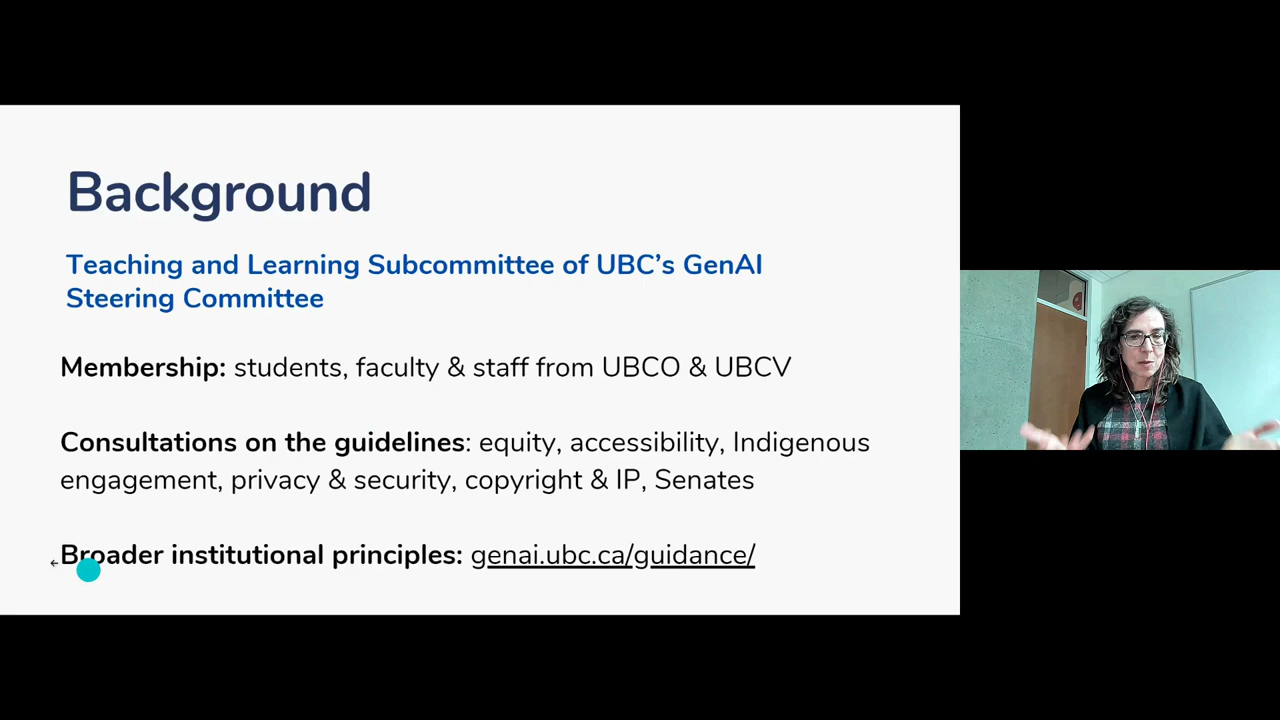 Background
Teaching and Learning Subcommittee of UBC’s GenAI
Steering Committee
Membership: students, faculty & staff from UBCO & UBCV
Consultations on the guidelines: equity, accessibility, Indigenous
engagement, privacy & security, copyright & IP, Senates
Broader institutional principles: genai.ubc.ca/guidance/